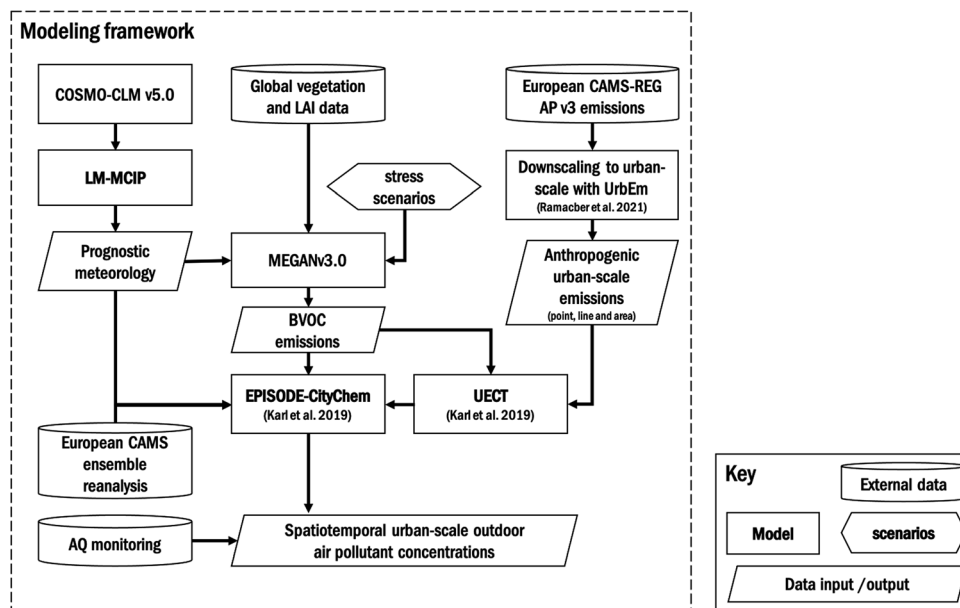 Modeling framework
COSMO-CLM v5.0
LM-MCIP
Prognostic
meteorology
Global vegetation
and LAI data
stress
scenarios
MEGANv3.0
BVOC
emissions
European CAMS-REG
AP v3 emissions
Downscaling to urban-
scale with UrbEm
(Ramacber et al. 2021)
Anthropogenic
urban-scale
emissions
(point, line and area)
EPISODE-CityChem
(Karl et al. 2019)
UECT
(Karl et al. 2019)
European CAMS
ensemble
reanalysis
AQ monitoring
Spatiotemporal urban-scale outdoor
air pollutant concentrations
Key
External data
Model
scenarios
Data input /output